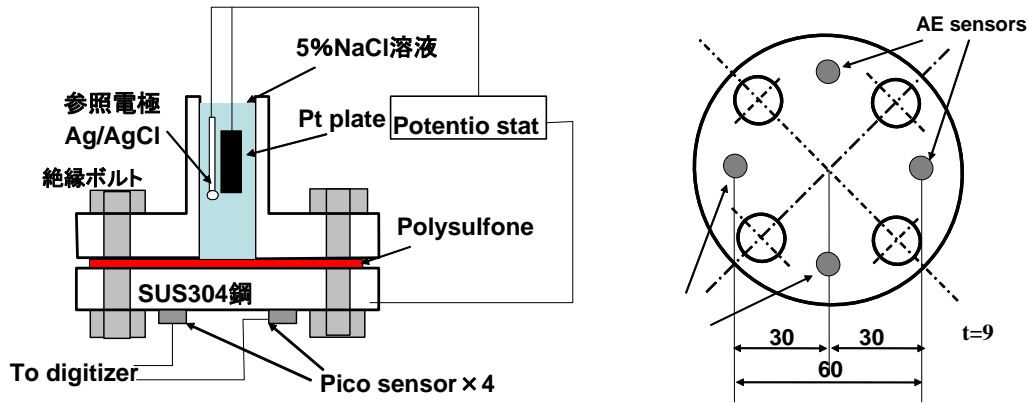 5%NaCl溶液
参照電極
Ag/AgCl
Pt plate
Potentio stat
絶縁ボルト
Polysulfone
SUS304鋼
To digitizer
Pico sensor×4
AE sensors
30
30
60
t=9